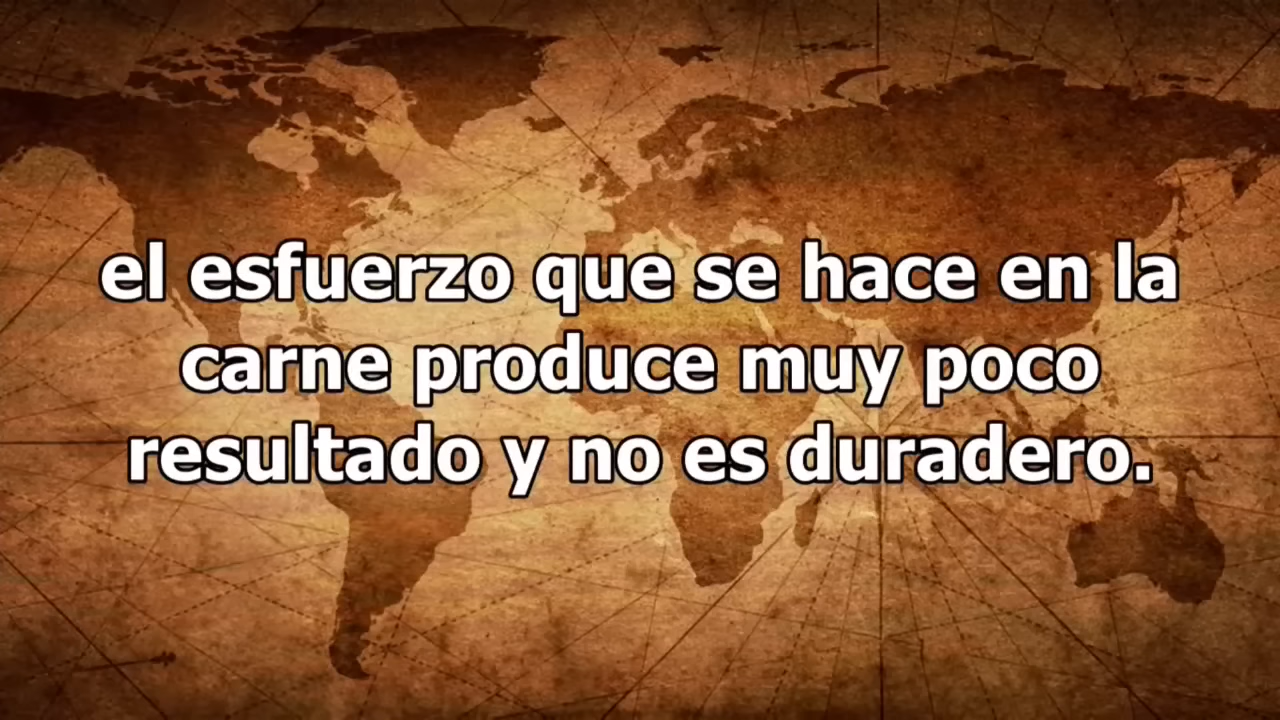 el esfuerzo que se hace en la
carne produce muy poco
resultado y no es duradero.